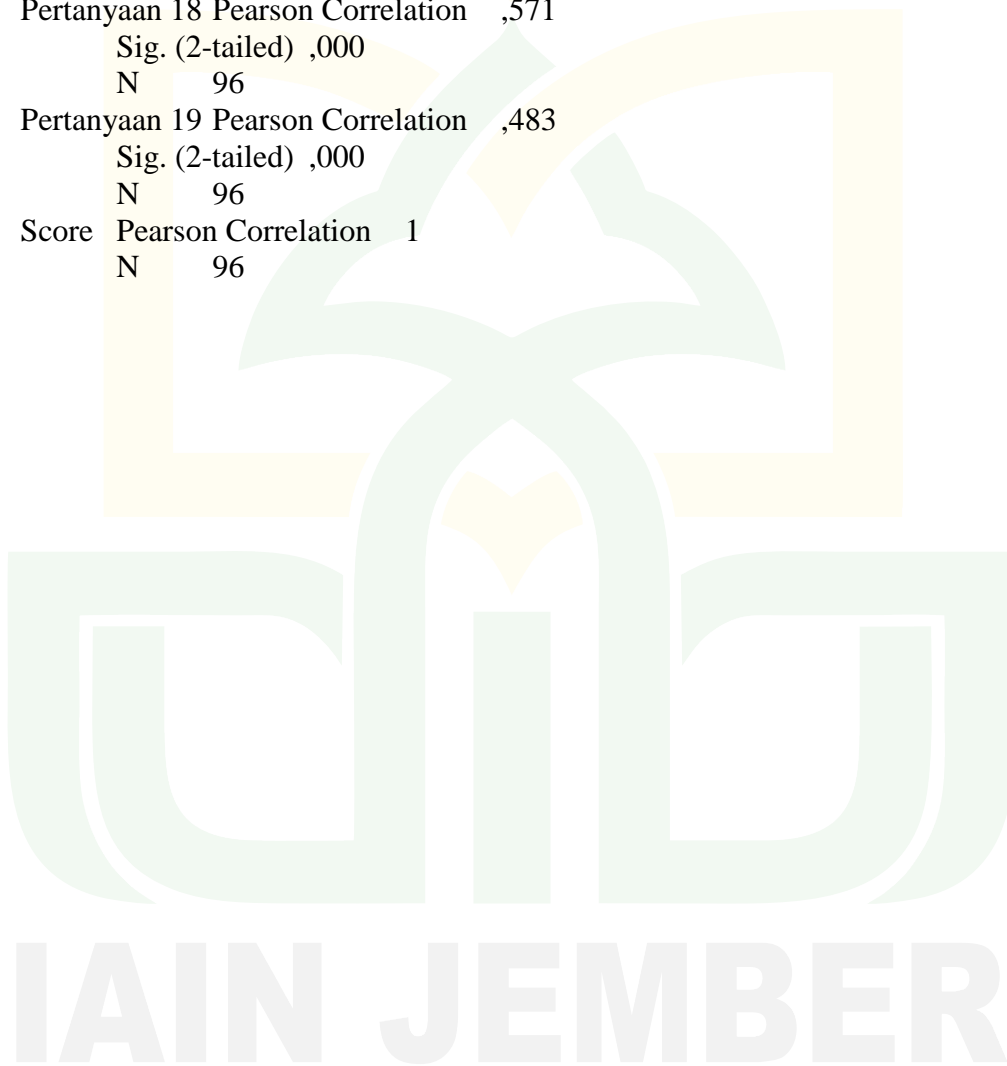 Pertanyaan 18 Pearson Correlation ,571
Sig. (2-tailed) ,000
N 96
Pertanyaan 19 Pearson Correlation ,483
Sig. (2-tailed) ,000
N 96
Score Pearson Correlation 1
N 96
IAIN JEMBER